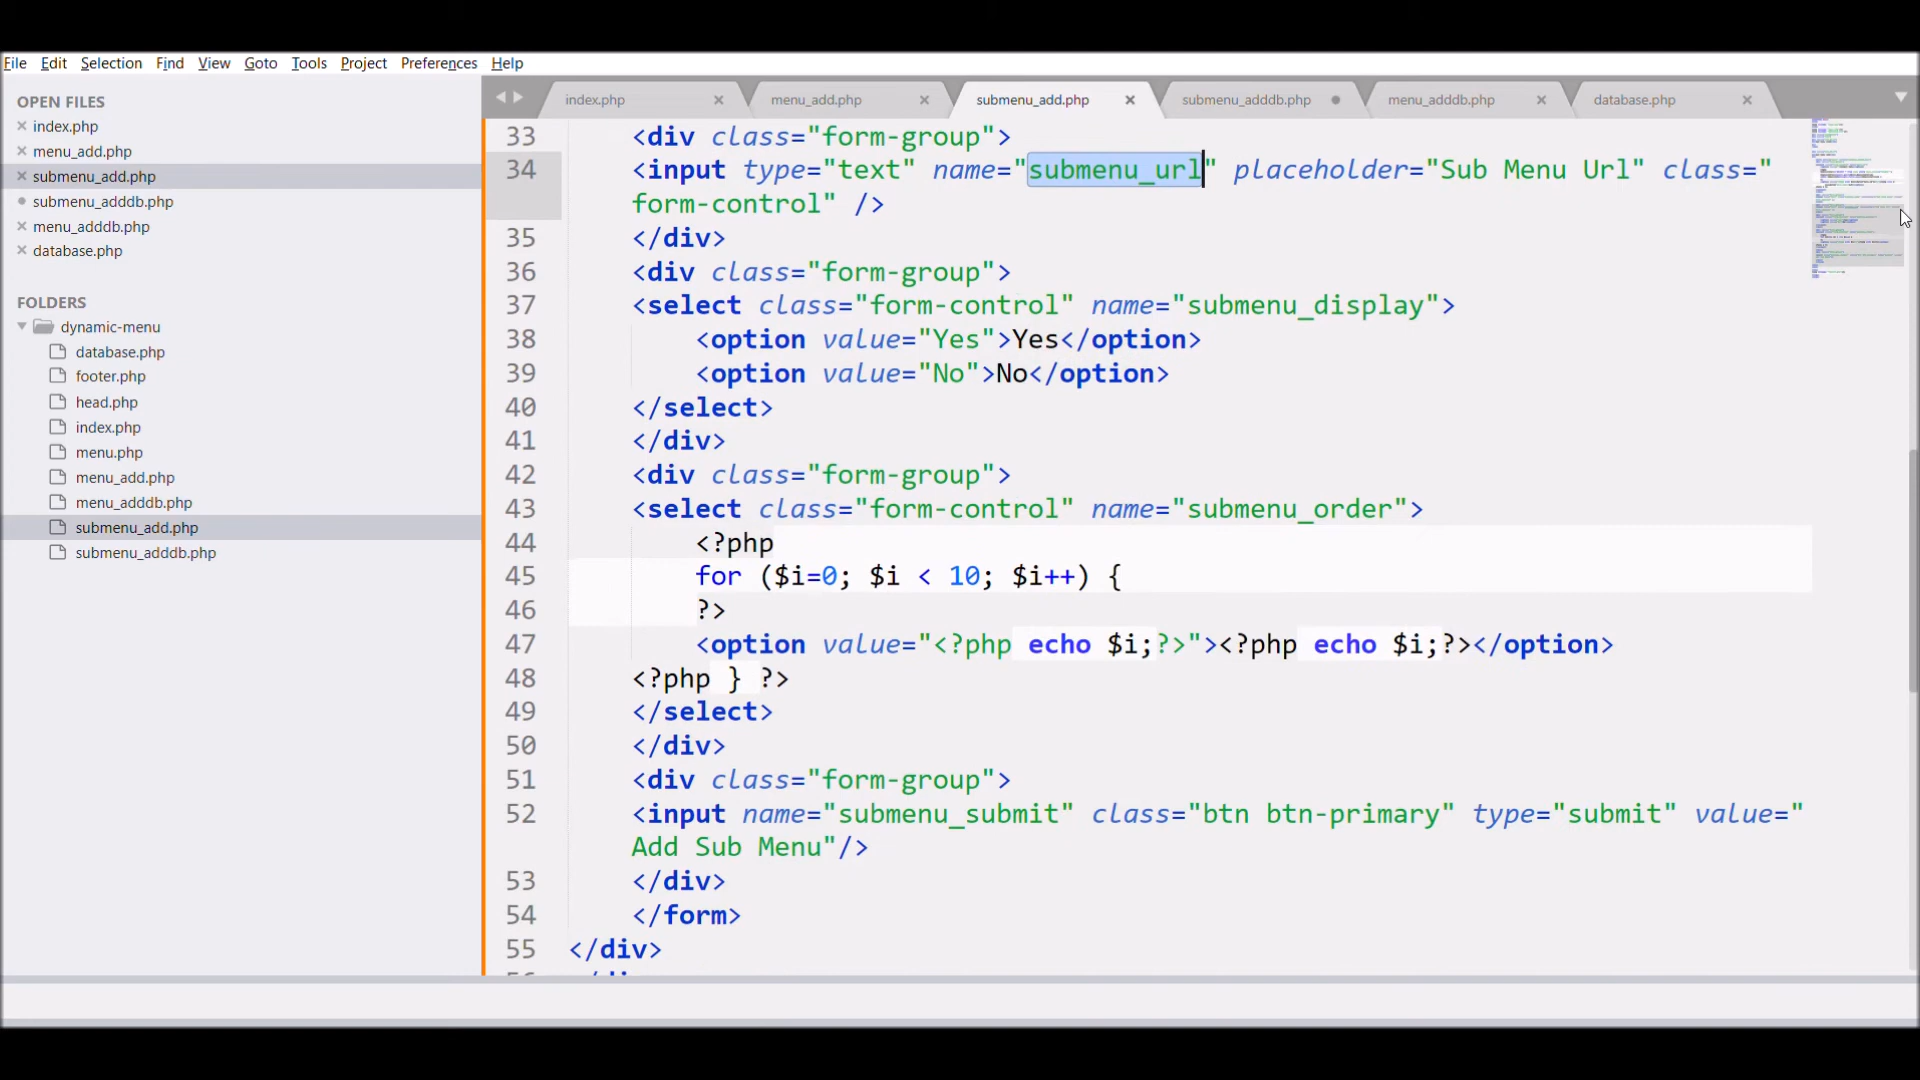 File Edit Selection Find View Goto Tools Project Preferences Help
OPEN FILES
index.php
menu_add.php
submenu_add.php
submenu_adddb.php
menu_adddb.php
database.php
FOLDERS
dynamic-menu
database.php
footer.php
head.php
index.php
menu.php
menu_add.php
menu_adddb.php
submenu_add.php
submenu_adddb.php
index.php menu_add.php submenu_add.php submenu_adddb.php menu_adddb.php database.php
33 <div class="form-group">
34 <input type="text" name="submenu_url" placeholder="Sub Menu Url" class="
form-control" />
35 </div>
36 <div class="form-group">
37 <select class="form-control" name="submenu_display">
38 <option value="Yes">Yes</option>
39 <option value="No">No</option>
40 </select>
41 </div>
42 <div class="form-group">
43 <select class="form-control" name="submenu_order">
44 <?php
45 for ($i=0; $i < 10; $i++) {
46 ?>
47 <option value="<?php echo $i;?>"><?php echo $i;?></option>
48 <?php } ?>
49 </select>
50 </div>
51 <div class="form-group">
52 <input name="submenu_submit" class="btn btn-primary" type="submit" value="
Add Sub Menu"/>
53 </div>
54 </form>
55 </div>